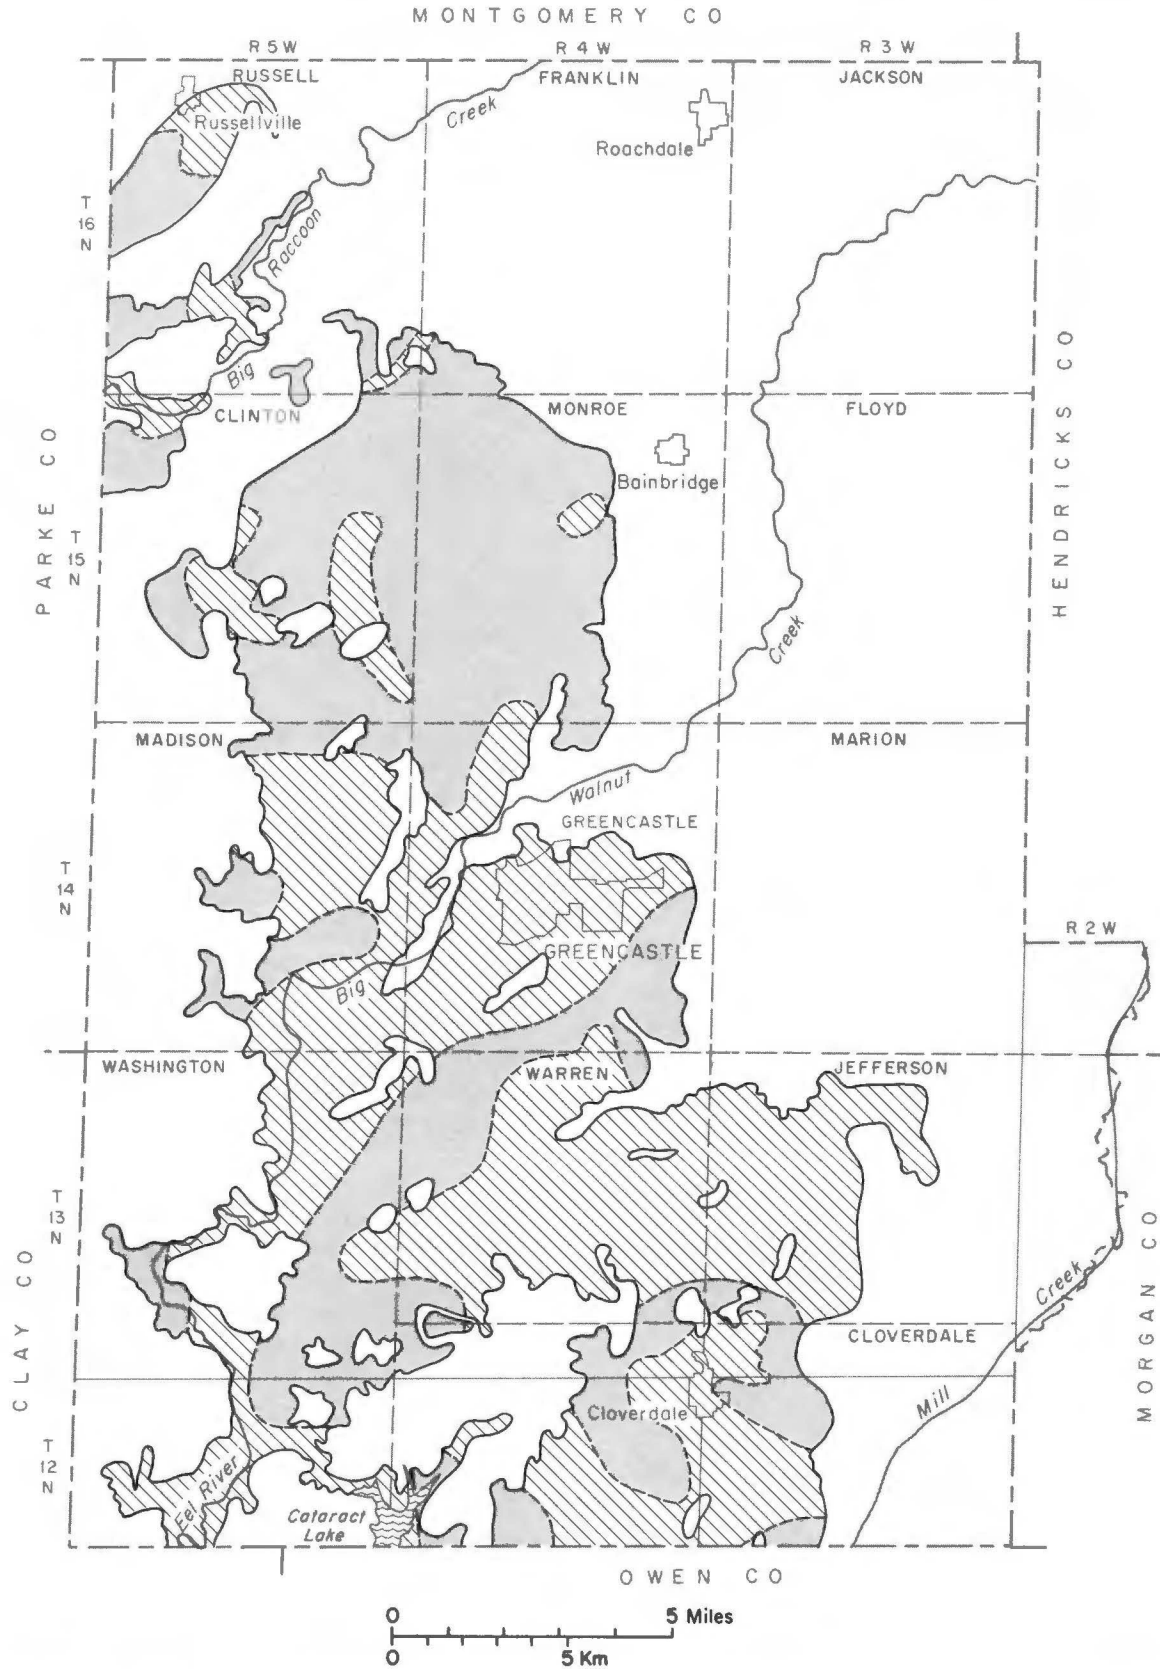 MONTGOMERY CO
R 5 W
R 4 W
R 3 W
RUSSELL
FRANKLIN
JACKSON
Russellville
Creek
Roachdale
T
16
N
Raccoon
Big
CLINTON
MONROE
FLOYD
HENDRICKS CO
PARKE CO
Bainbridge
T
15
N
Creek
MADISON
MARION
Walnut
GREENCASTLE
T
14
N
R 2 W
GREENCASTLE
Big
WASHINGTON
WARREN
JEFFERSON
T
13
N
CLAY CO
MORGAN CO
Creek
CLOVERDALE
Mill
Cloverdale
T
12
N
Eel River
Cataract
Lake
OWEN CO
0
5 Miles
0
5 Km